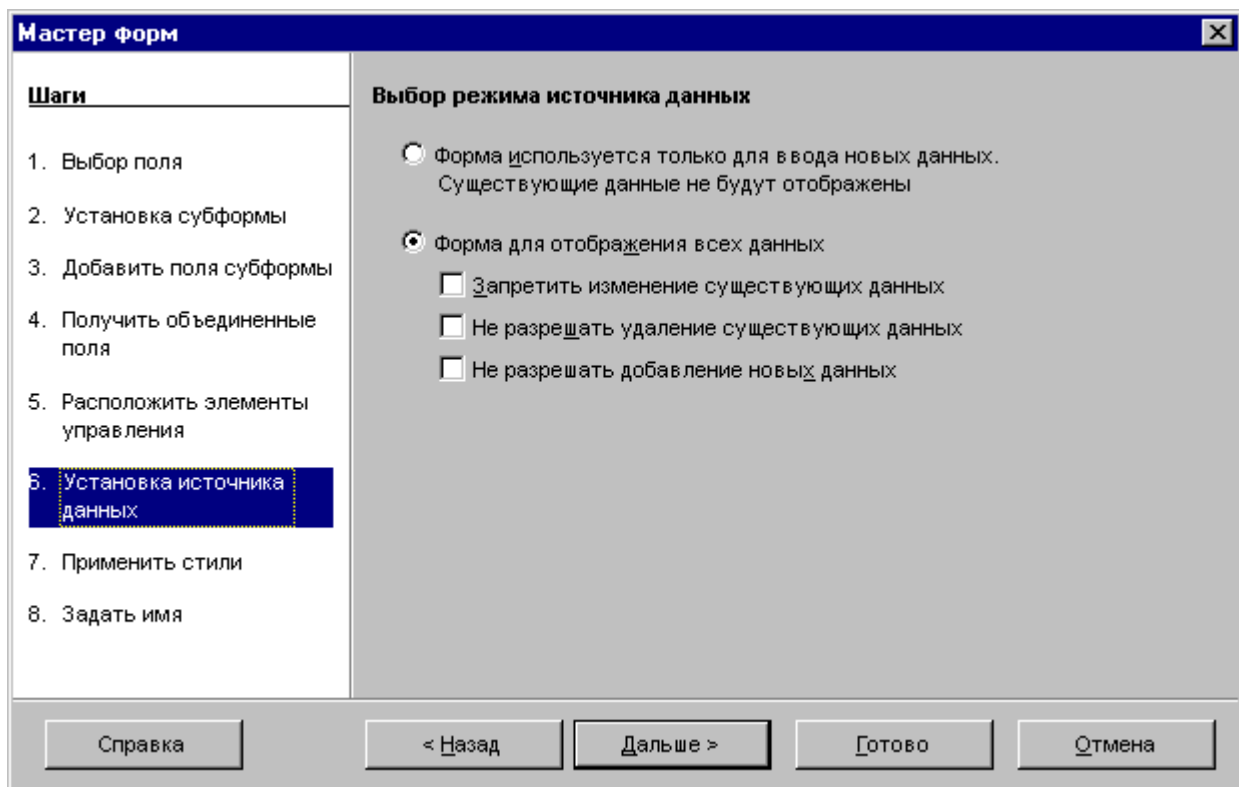 Мастер форм
Шаги
1. Выбор поля
2. Установка субформы
3. Добавить поля субформы
4. Получить объединенные
поля
5. Расположить элементы
управления
6. Установка источника
данных
7. Применить стили
8. Задать имя
Выбор режима источника данных
Форма используется только для ввода новых данных.
Существующие данные не будут отображены
Форма для отображения всех данных
Запретить изменение существующих данных
Не разрешать удаление существующих данных
Не разрешать добавление новых данных
Справка
< Назад
Дальше >
Готово
Отмена